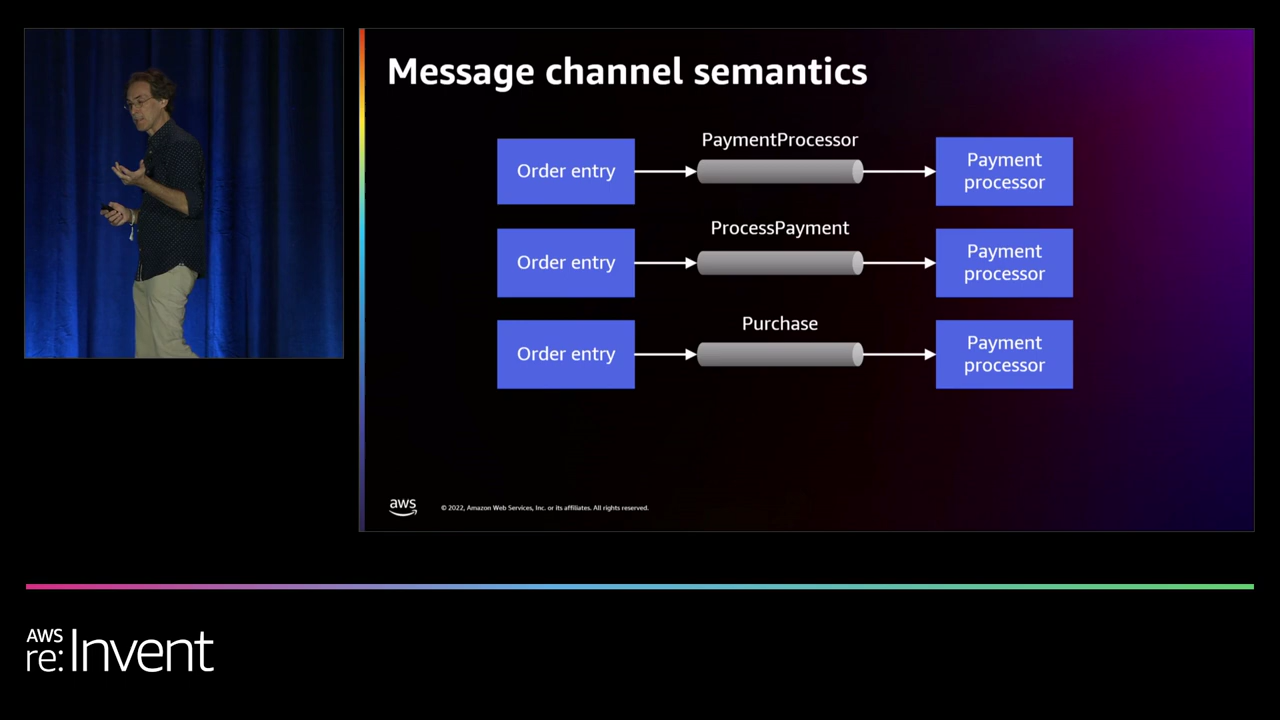 Message channel semantics
PaymentProcessor
Order entry
Payment
processor
ProcessPayment
Order entry
Payment
processor
Purchase
Order entry
Payment
processor
aws
© 2022, Amazon Web Services, Inc. or its affiliates. All rights reserved.
AWS
re:Invent